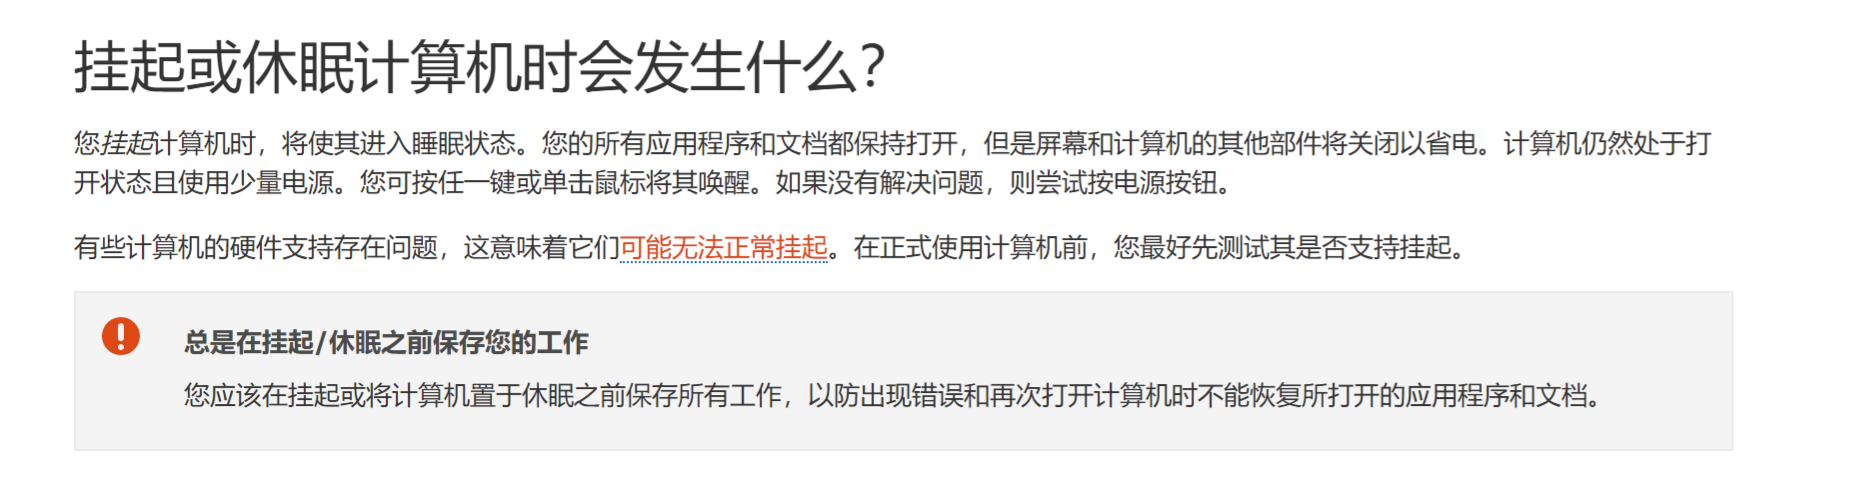 挂起或休眠计算机时会发生什么？
您挂起计算机时，将使其进入睡眠状态。您的所有应用程序和文档都保持打开，但是屏幕和计算机的其他部件将关闭以省电。计算机仍然处于打
开状态且使用少量电源。您可按任一键或单击鼠标将其唤醒。如果没有解决问题，则尝试按电源按钮。
有些计算机的硬件支持存在问题，这意味着它们可能无法正常挂起。在正式使用计算机前，您最好先测试其是否支持挂起。
总是在挂起/休眠之前保存您的工作
您应该在挂起或将计算机置于休眠之前保存所有工作，以防出现错误和再次打开计算机时不能恢复所打开的应用程序和文档。